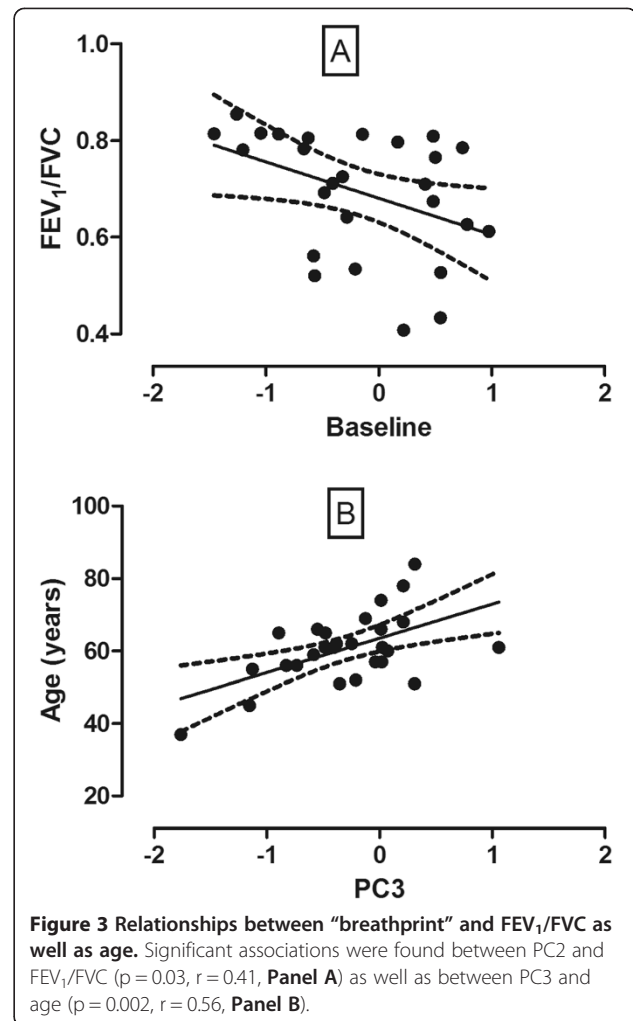 A
1.0
0.8
0.6
0.4
FEV1/FVC
-2 -1 0 1 2
Baseline
B
100
80
60
40
20
Age (years)
-2 -1 0 1 2
PC3
Figure 3 Relationships between “breathprint” and FEV1/FVC as
well as age. Significant associations were found between PC2 and
FEV1/FVC (p = 0.03, r = 0.41, Panel A) as well as between PC3 and
age (p = 0.002, r = 0.56, Panel B).